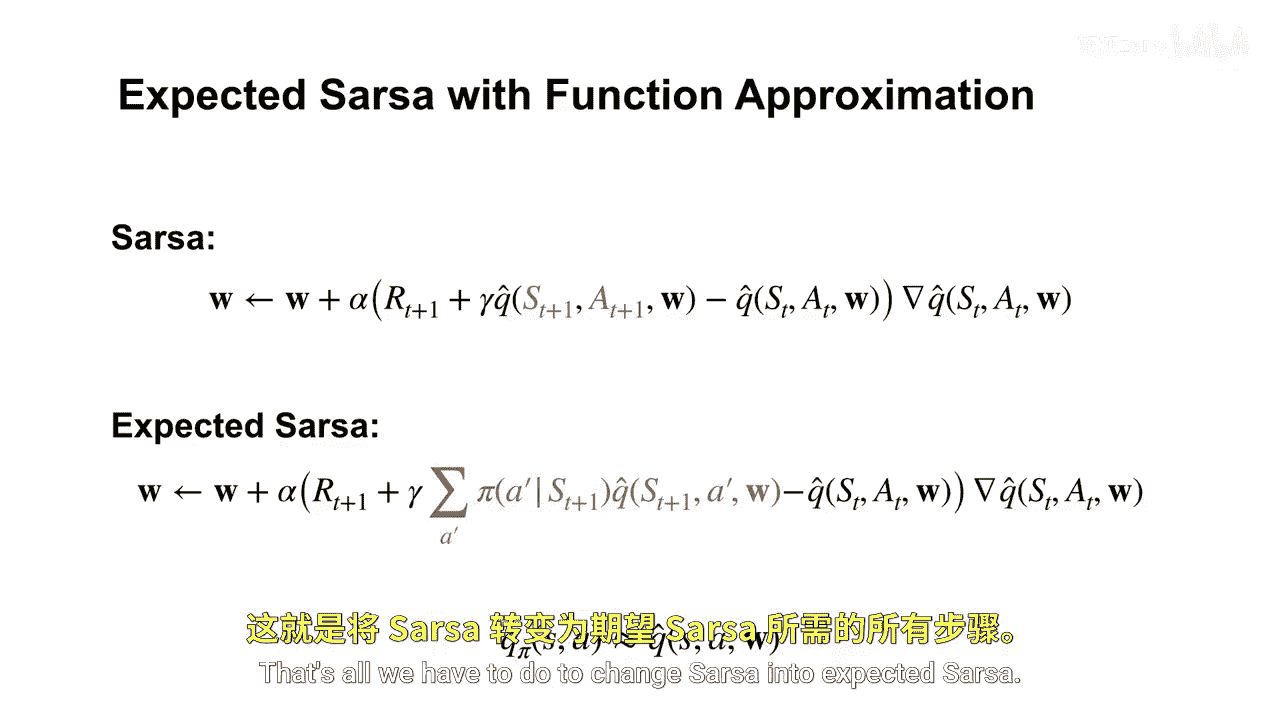 Expected Sarsa with Function Approximation
Sarsa:
w ← w + α(R_{t+1} + γq̂(S_{t+1}, A_{t+1}, w) − q̂(S_t, A_t, w)) ∇q̂(S_t, A_t, w)
Expected Sarsa:
w ← w + α(R_{t+1} + γ ∑_{a′} π(a′|S_{t+1})q̂(S_{t+1}, a′, w)−q̂(S_t, A_t, w)) ∇q̂(S_t, A_t, w)
这就是将 Sarsa 转变为期望 Sarsa 所需的所有步骤。
q_π(s, a) ≈ q̂(s, a, w)
That's all we have to do to change Sarsa into expected Sarsa.